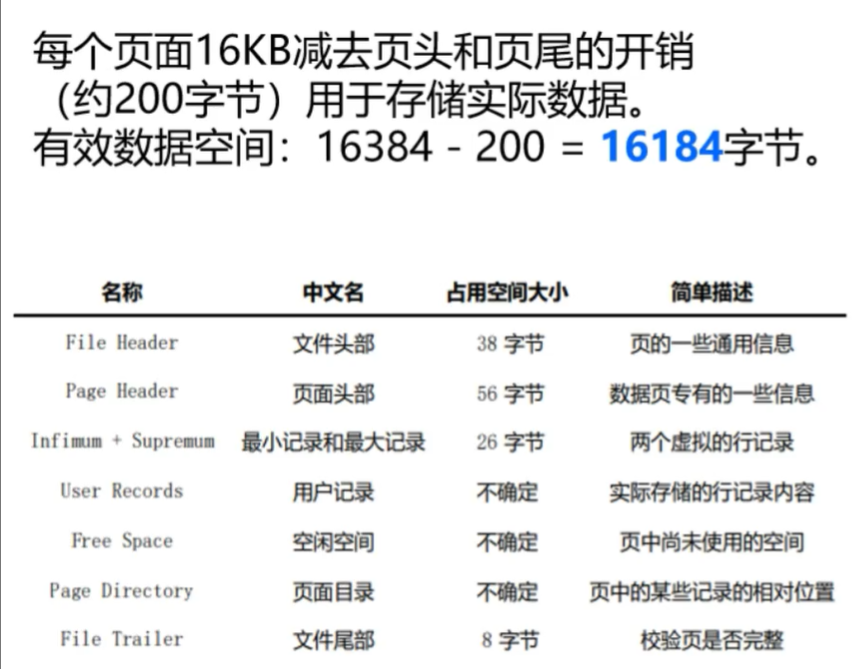 每个页面16KB减去页头和页尾的开销
（约200字节）用于存储实际数据。
有效数据空间：16384 - 200 = 16184字节。
名称 中文名 占用空间大小 简单描述
File Header 文件头部 38 字节 页的一些通用信息
Page Header 页面头部 56 字节 数据页专有的一些信息
Infimum + Supremum 最小记录和最大记录 26 字节 两个虚拟的行记录
User Records 用户记录 不确定 实际存储的行记录内容
Free Space 空闲空间 不确定 页中尚未使用的空间
Page Directory 页面目录 不确定 页中的某些记录的相对位置
File Trailer 文件尾部 8 字节 校验页是否完整